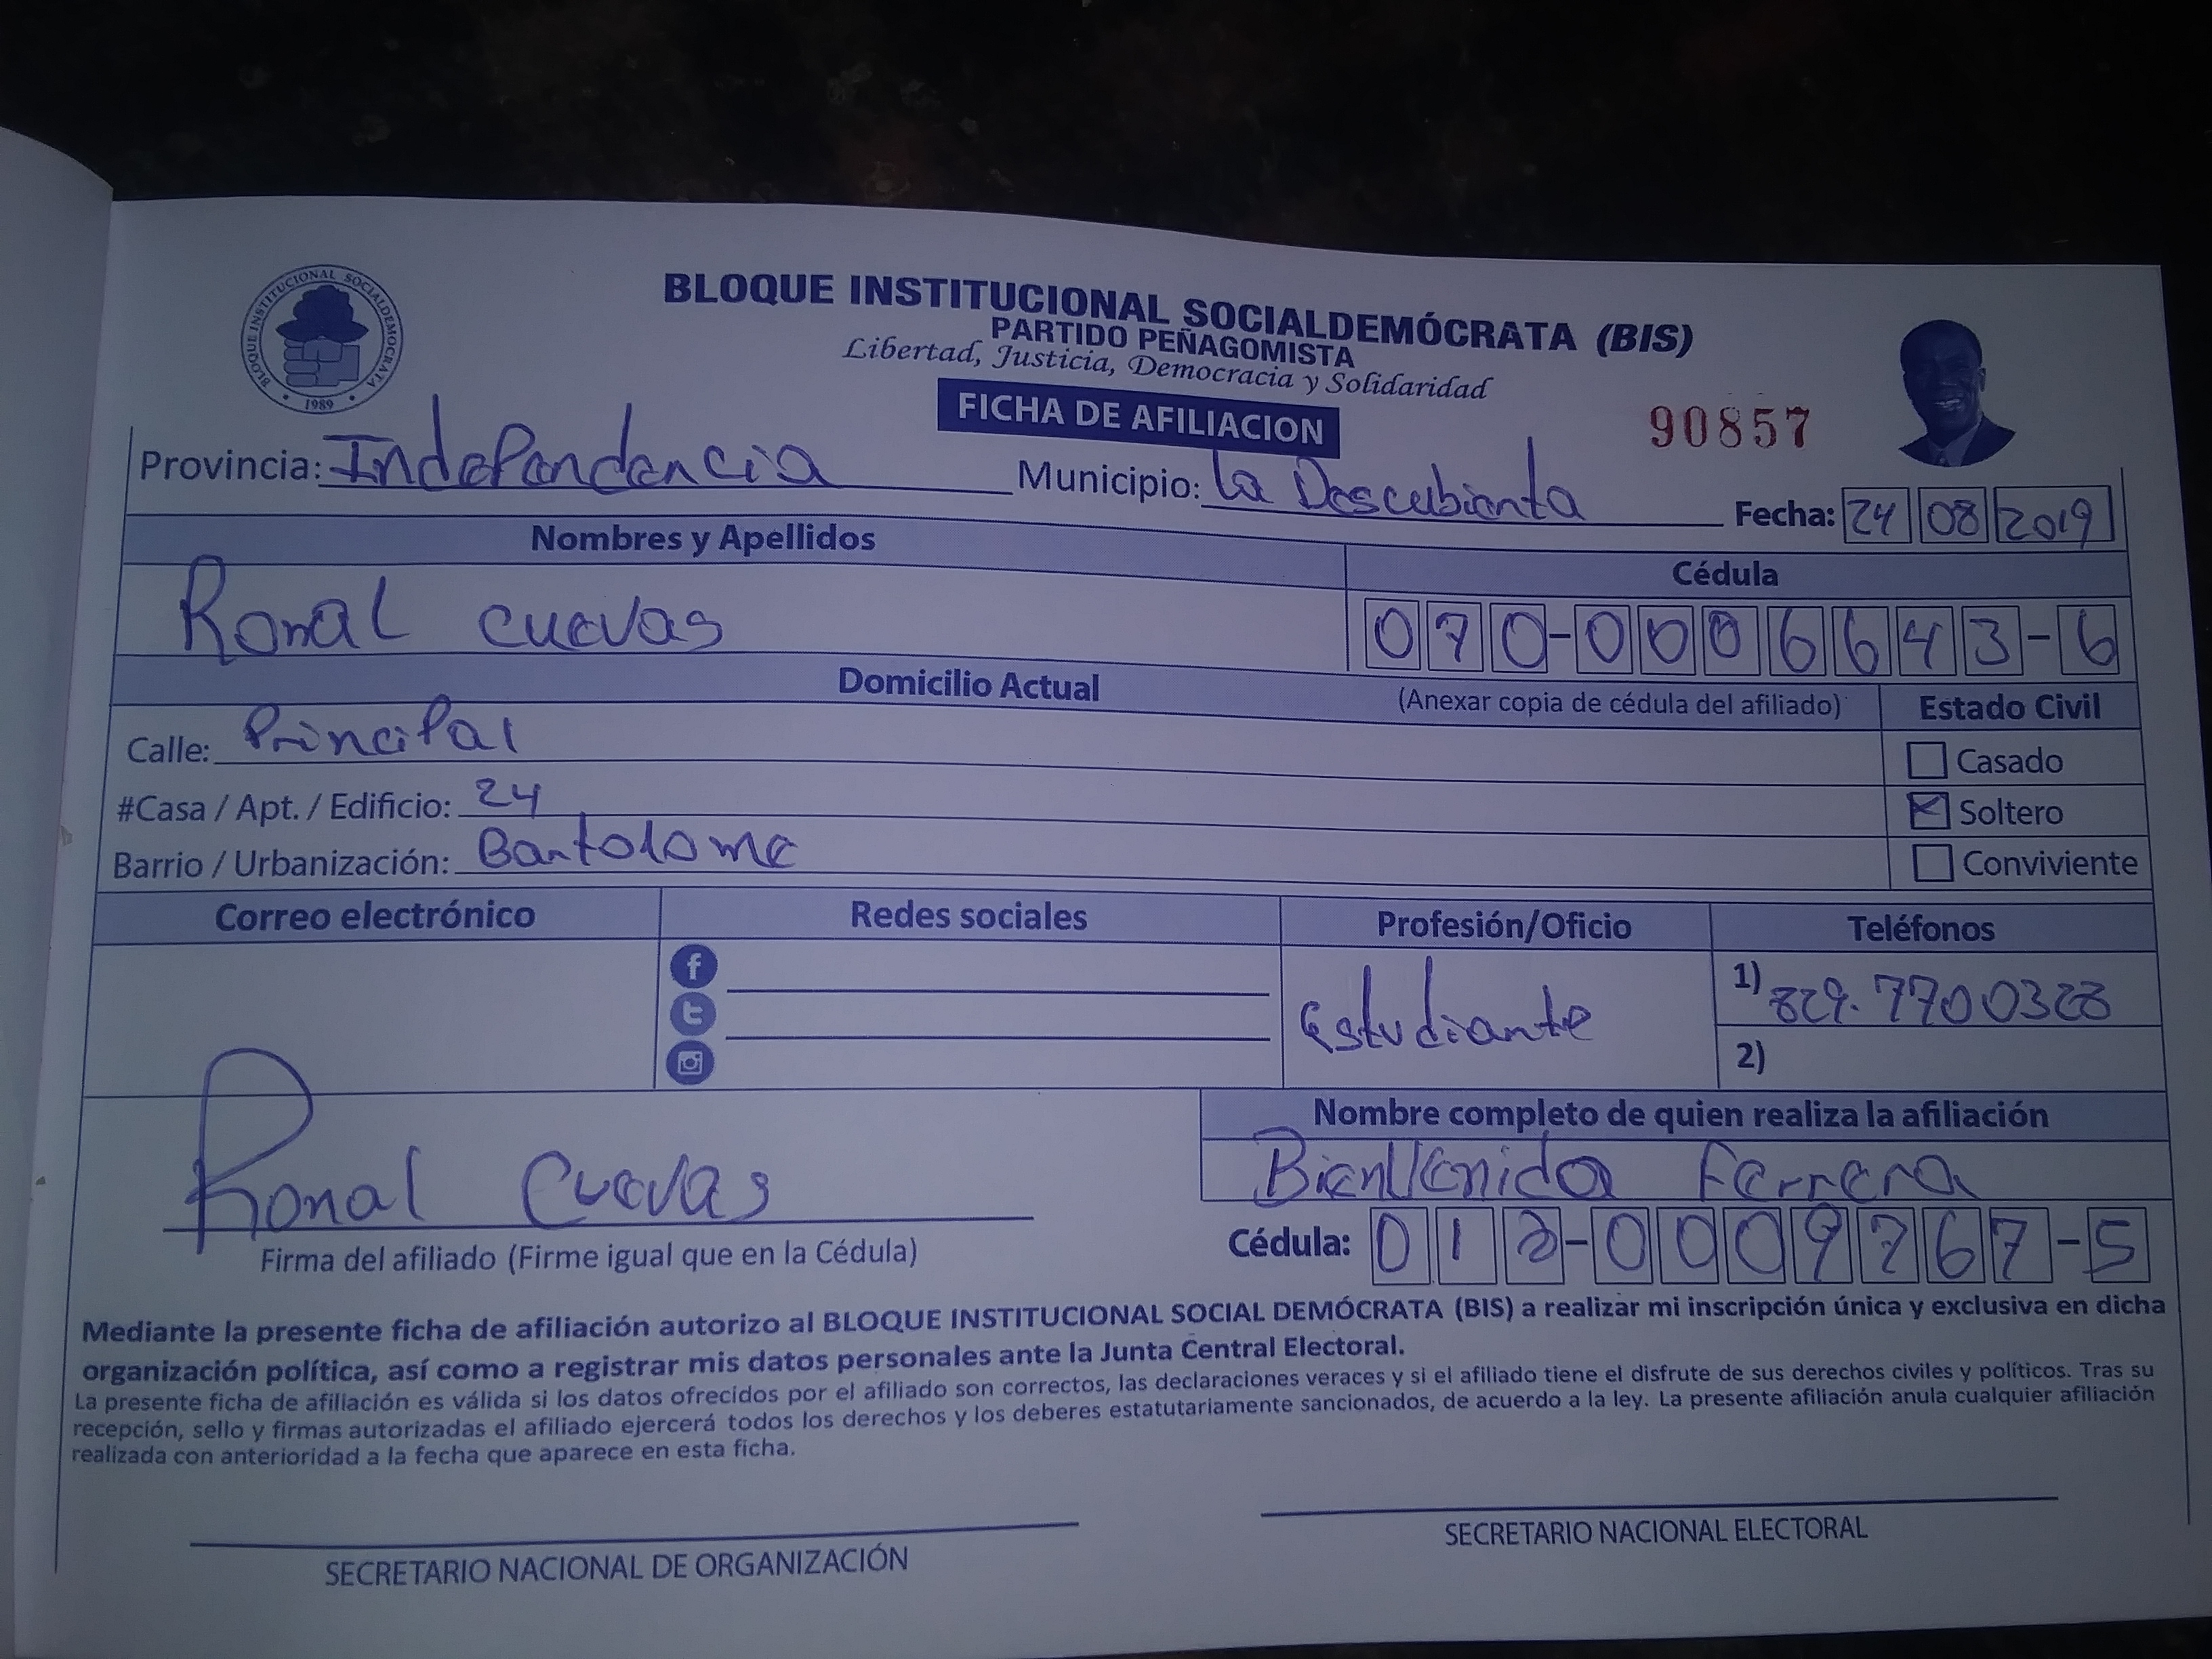 BLOQUE INSTITUCIONAL SOCIALDEMOCRATA
1989
BLOQUE INSTITUCIONAL SOCIALDEMÓCRATA (BIS)
PARTIDO PEÑAGOMISTA
Libertad, Justicia, Democracia y Solidaridad
FICHA DE AFILIACION
90857
Provincia: Independencia Municipio: La Descubierta Fecha: 24 08 2019
Nombres y Apellidos Cédula
Ronal cuevas 070-0006643-6
Domicilio Actual (Anexar copia de cédula del afiliado) Estado Civil
Calle: Principal Casado
#Casa / Apt. / Edificio: 24 Soltero
Barrio / Urbanización: Bartolome Conviviente
Correo electrónico Redes sociales Profesión/Oficio Teléfonos
Estudiante 1) 829.7700328
2)
Ronal Cuevas
Firma del afiliado (Firme igual que en la Cédula)
Nombre completo de quien realiza la afiliación
Bienvenida Ferrera
Cédula: 01 -0009767-5
Mediante la presente ficha de afiliación autorizo al BLOQUE INSTITUCIONAL SOCIAL DEMÓCRATA (BIS) a realizar mi inscripción única y exclusiva en dicha
organización política, así como a registrar mis datos personales ante la Junta Central Electoral.
La presente ficha de afiliación es válida si los datos ofrecidos por el afiliado son correctos, las declaraciones veraces y si el afiliado tiene el disfrute de sus derechos civiles y políticos. Tras su
recepción, sello y firmas autorizadas el afiliado ejercerá todos los derechos y los deberes estatutariamente sancionados, de acuerdo a la ley. La presente afiliación anula cualquier afiliación
realizada con anterioridad a la fecha que aparece en esta ficha.
SECRETARIO NACIONAL DE ORGANIZACIÓN
SECRETARIO NACIONAL ELECTORAL